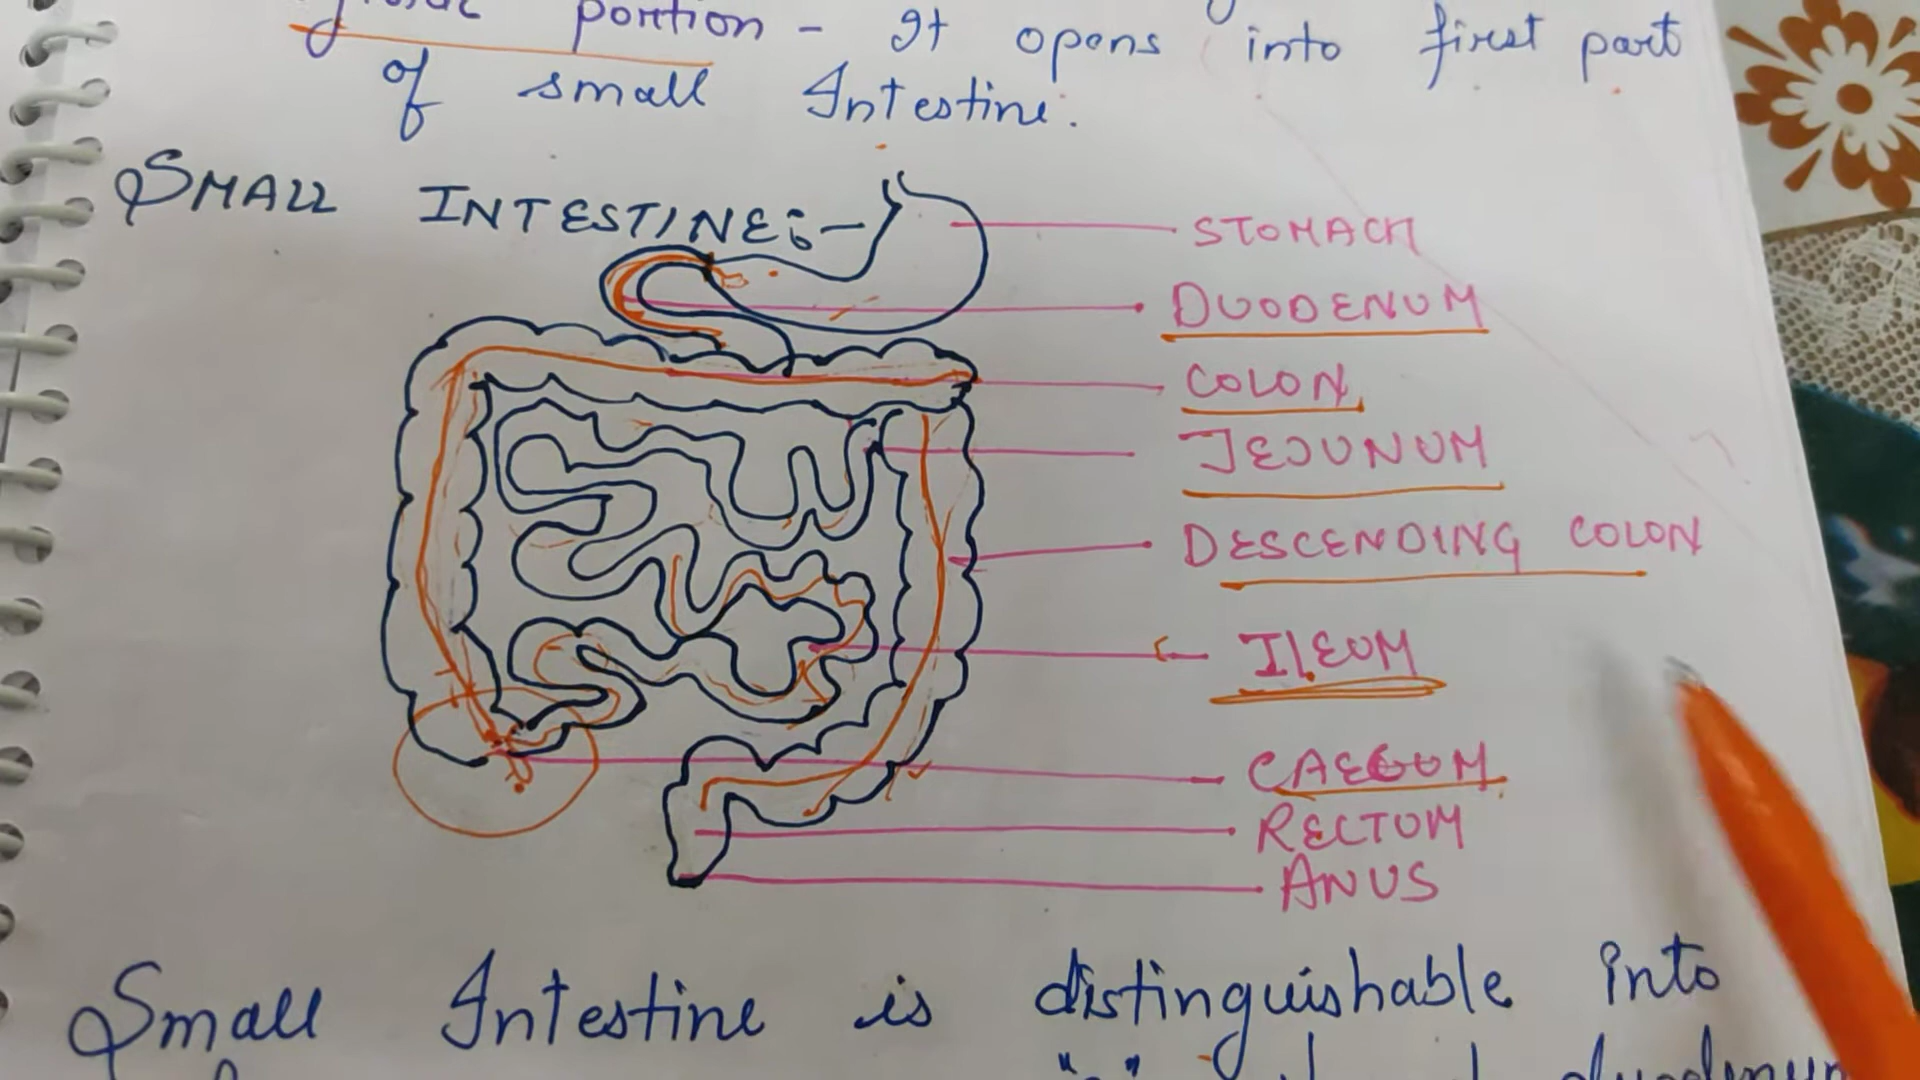 portion - It opens into first part
of small Intestine.
SMALL INTESTINE:-
STOMACH
DUODENUM
COLON
JEJUNUM
DESCENDING COLON
ILEUM
CAECUM
RECTUM
ANUS
Small Intestine is distinguishable into